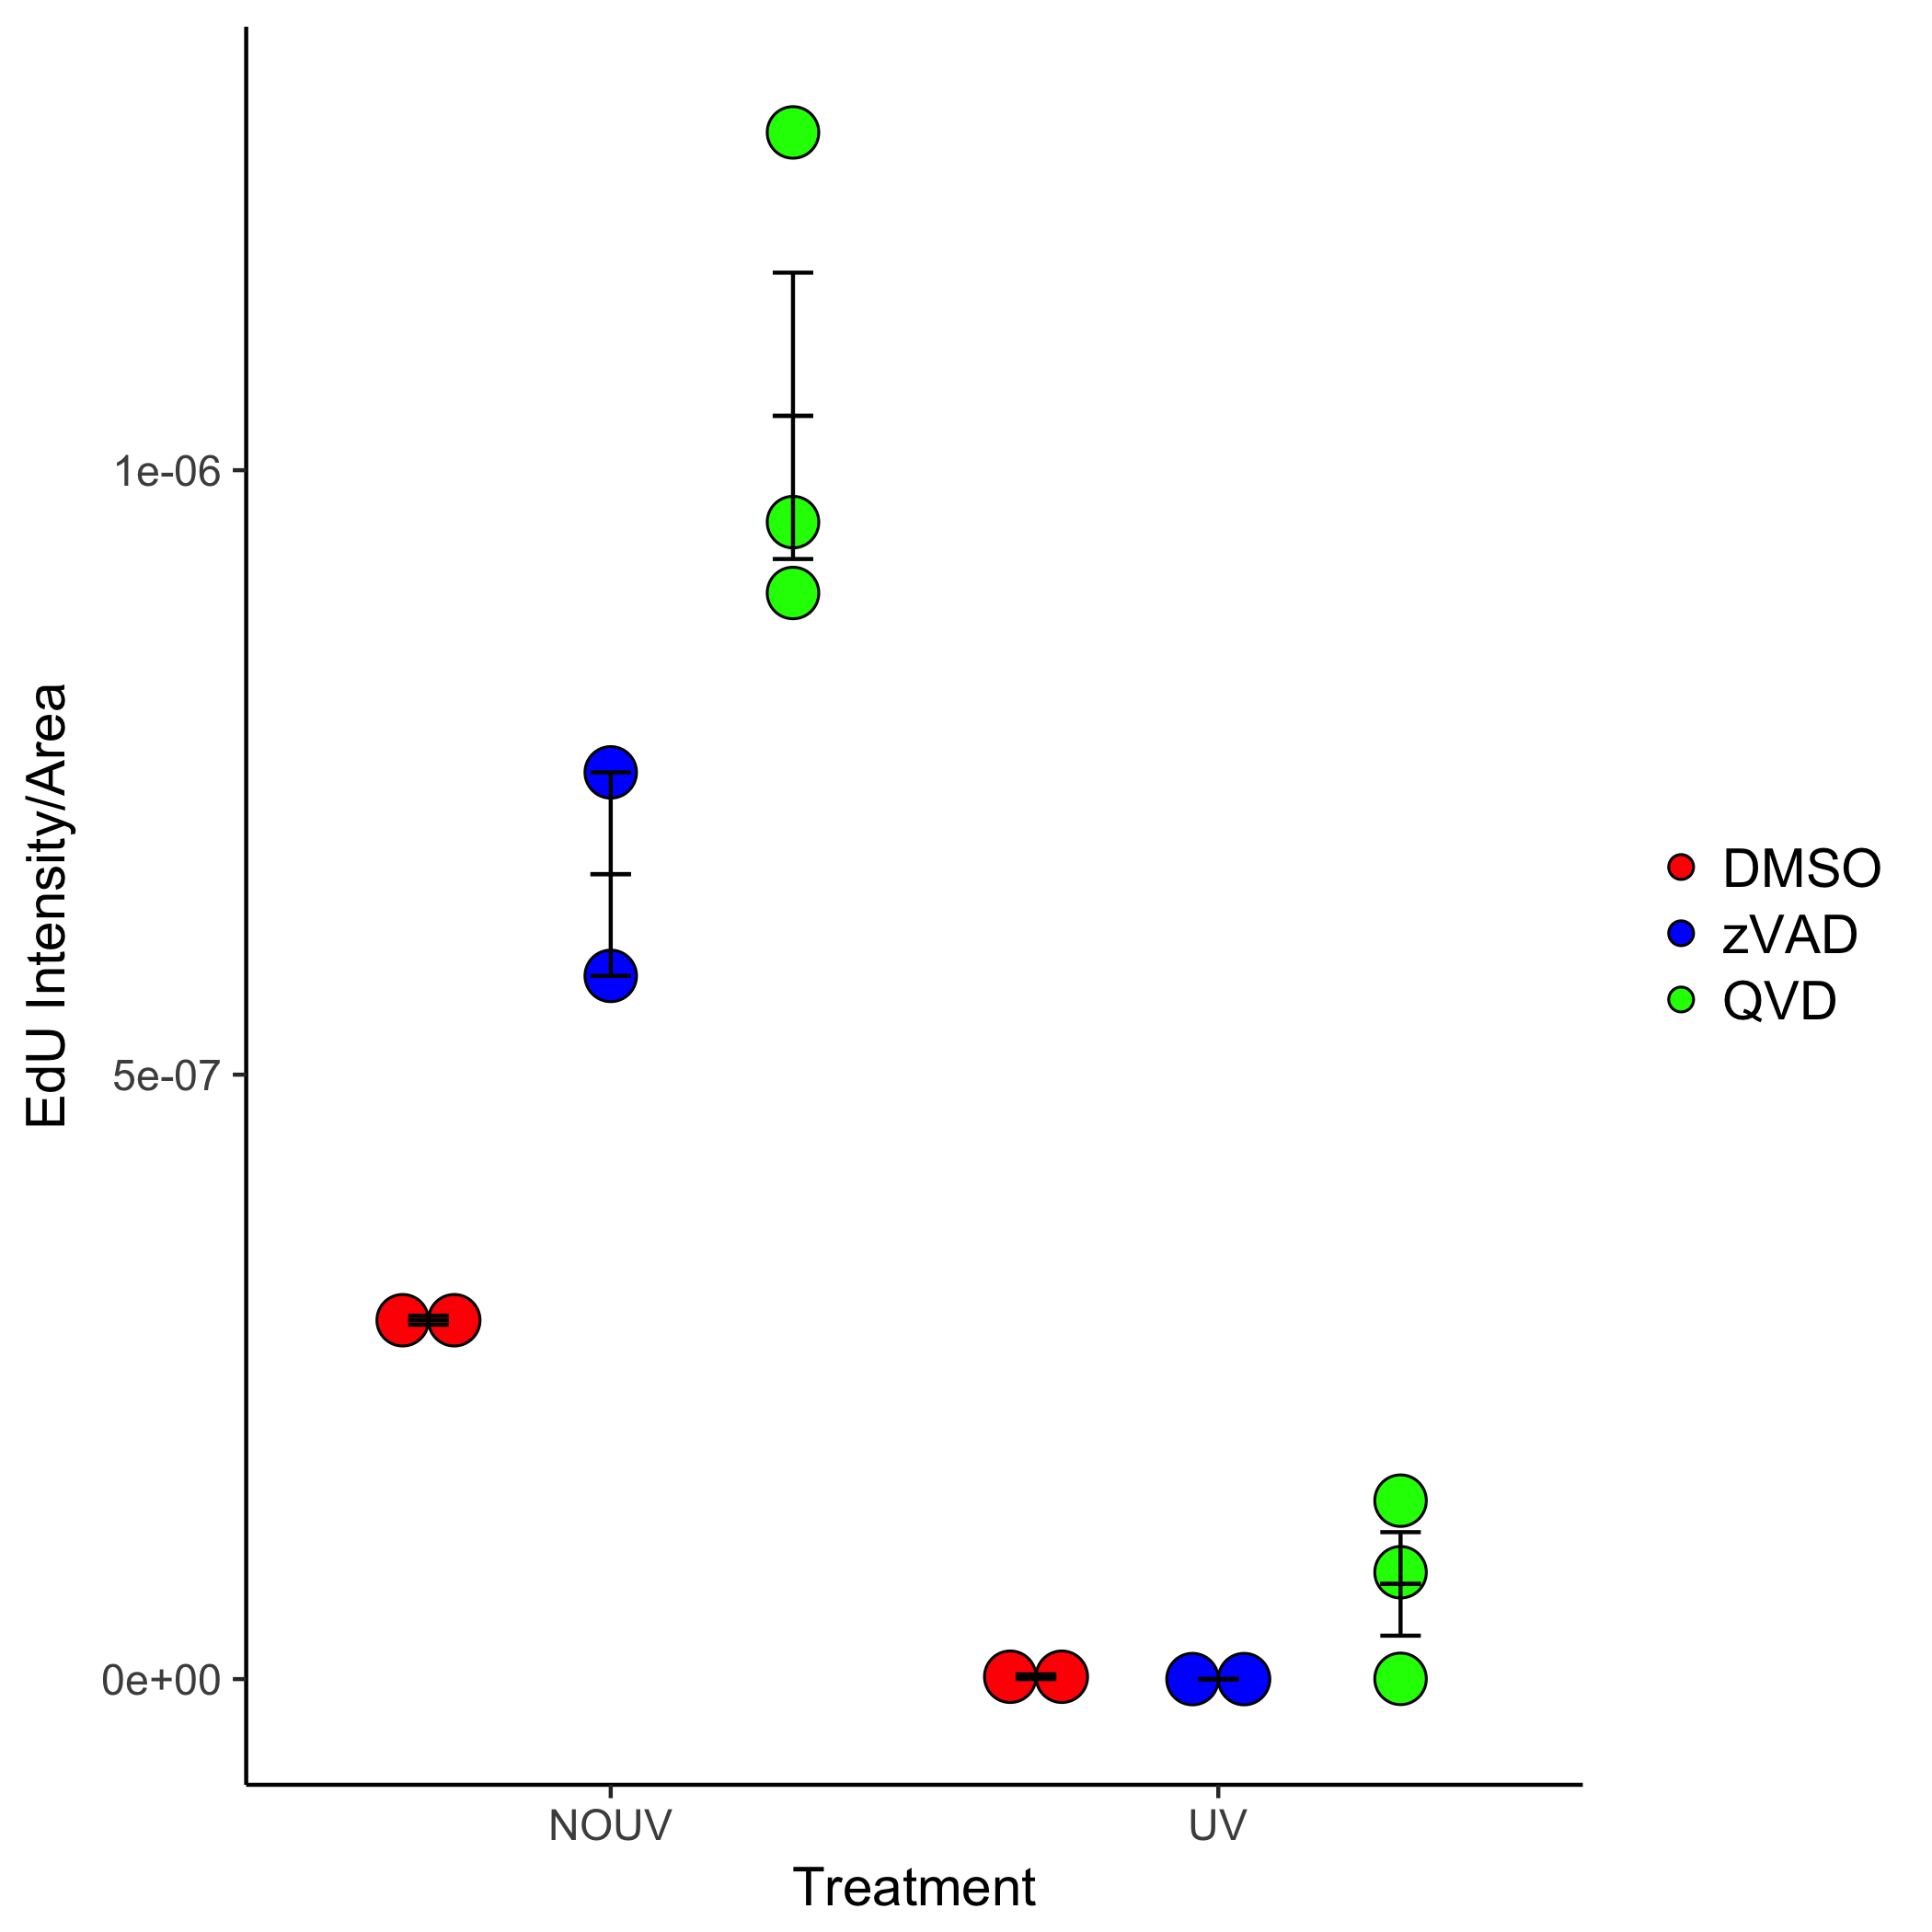 EdU Intensity/Area
1e-06
5e-07
0e+00
NOUV
UV
Treatment
DMSO
zVAD
QVD